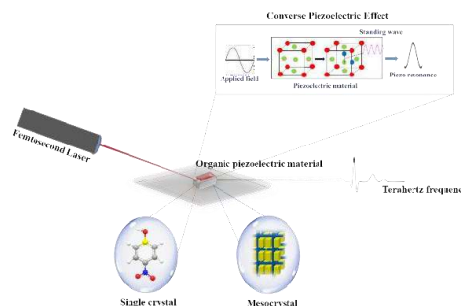 Converse Piezoelectric Effect
Standing wave
Applied field
Piezo resonance
Piezoelectric material
Femtosecond Laser
Organic piezoelectric material
Terahertz frequenc
Single crystal
Mesocrystal